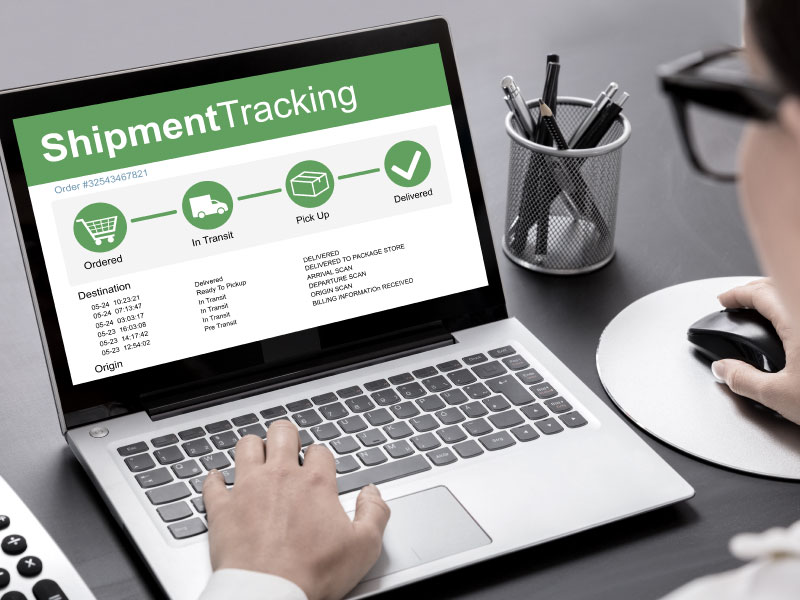 ShipmentTracking
Order #32543467821
Ordered
In Transit
Pick Up
Delivered
Destination
05-24 10:23:21 Delivered DELIVERED
05-24 07:13:47 Ready To Pickup DELIVERED TO PACKAGE STORE
05-24 03:03:17 In Transit ARRIVAL SCAN
05-23 16:03:08 In Transit DEPARTURE SCAN
05-23 14:17:42 In Transit ORIGIN SCAN
05-23 12:54:02 Pre Transit BILLING INFORMATIOn RECEIVED
Origin